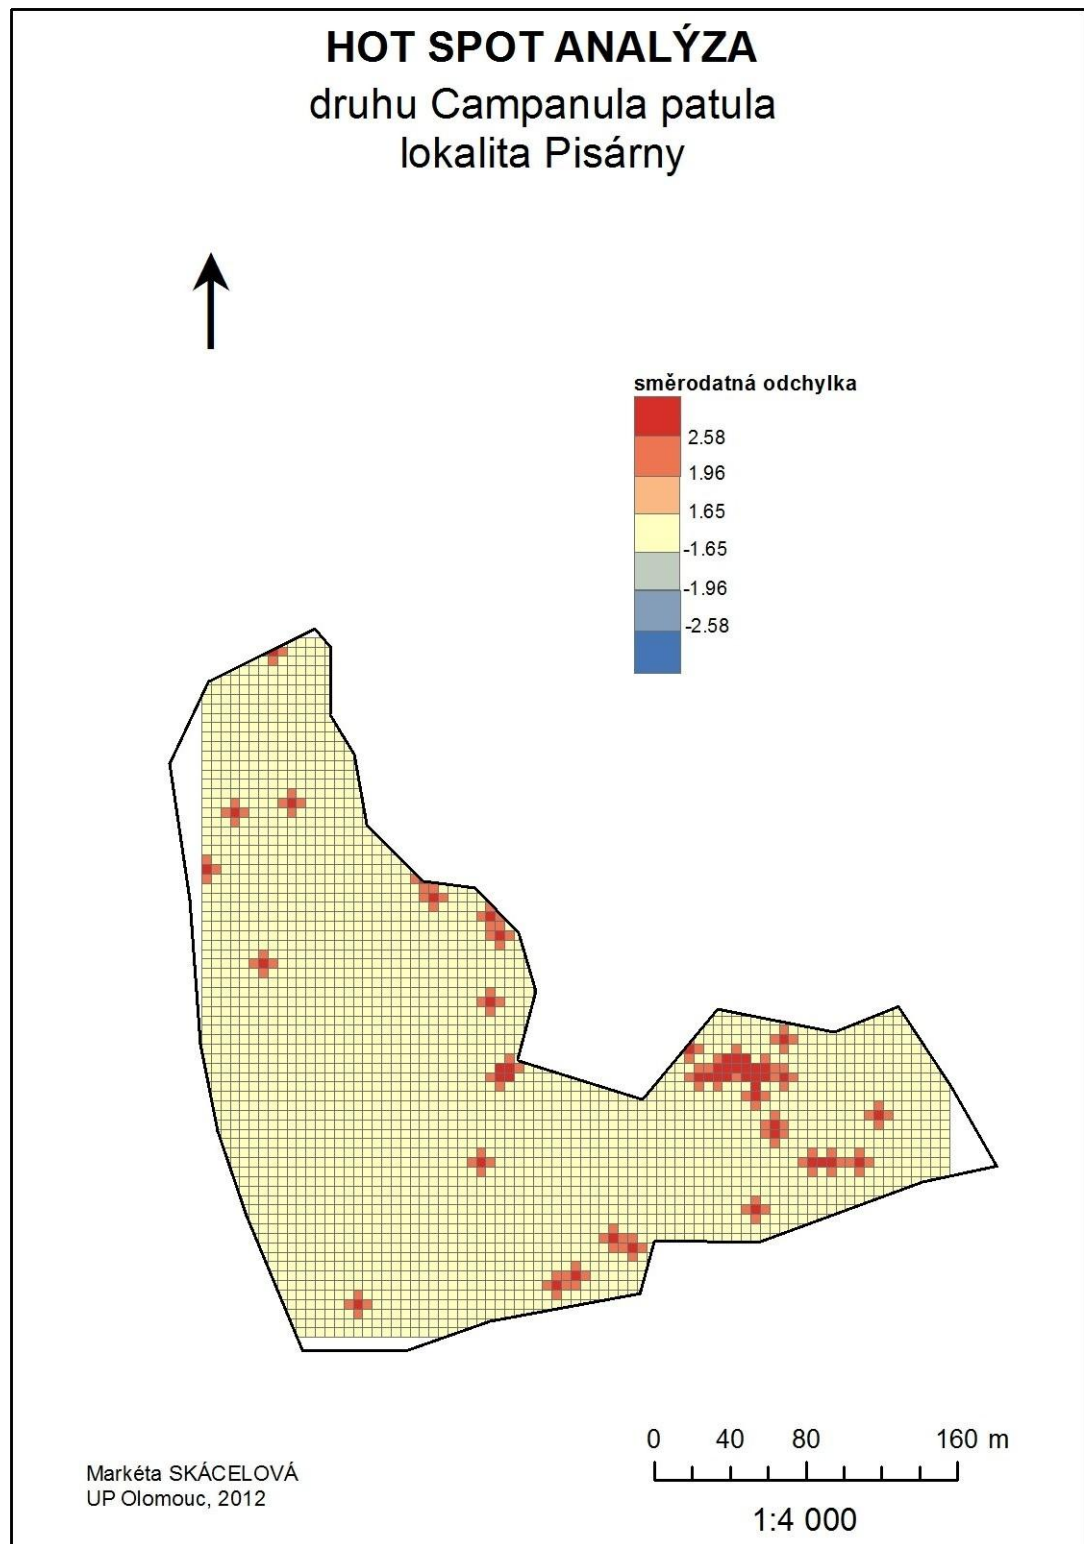 HOT SPOT ANALÝZA
druhu Campanula patula
lokalita Pisárny
směrodatná odchylka
2.58
1.96
1.65
-1.65
-1.96
-2.58
0 40 80 160 m
1:4 000
Markéta SKÁCELOVÁ
UP Olomouc, 2012